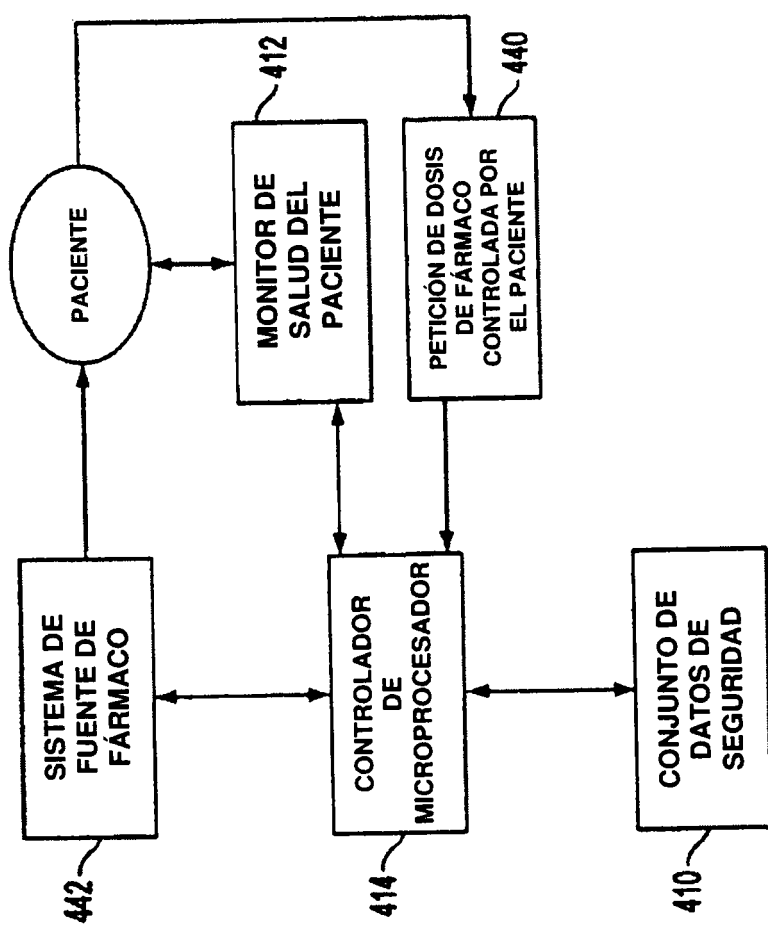 PACIENTE
412
MONITOR DE
SALUD DEL
PACIENTE
440
PETICIÓN DE DOSIS
DE FÁRMACO
CONTROLADA POR
EL PACIENTE
SISTEMA DE
FUENTE DE
FÁRMACO
442
CONTROLADOR
DE
MICROPROCESADOR
414
CONJUNTO DE
DATOS DE
SEGURIDAD
410